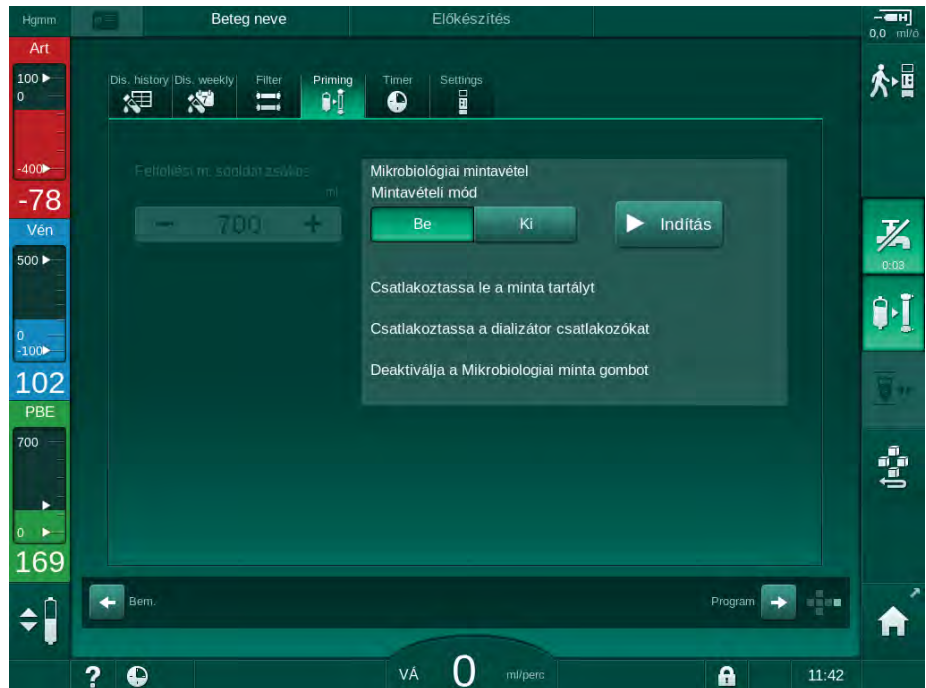 Hgmm
Beteg neve
Előkészítés
0,0 ml/ó
Art
100
0
-400
-78
Vén
500
0
-100
102
PBE
700
0
169
Dis. history
Dis. weekly
Filter
Priming
Timer
Settings
ml
700
Mikrobiológiai mintavétel
Mintavételi mód
Be
Ki
Indítás
Csatlakoztassa le a minta tartályt
Csatlakoztassa a dializátor csatlakozókat
Deaktiválja a Mikrobiologiai minta gombot
0:03
Bem.
Program
?
VÁ
0
ml/perc
11:42